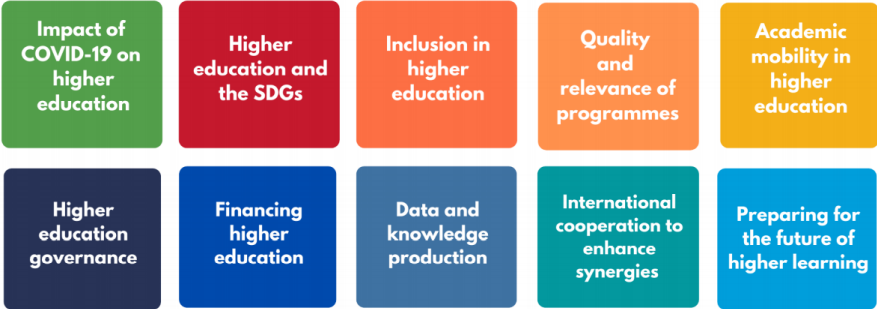 Impact of
COVID-19 on
higher
education
Higher
education and
the SDGs
Inclusion in
higher
education
Quality
and
relevance of
programmes
Academic
mobility in
higher
education
Higher
education
governance
Financing
higher
education
Data and
knowledge
production
International
cooperation to
enhance
synergies
Preparing for
the future of
higher learning